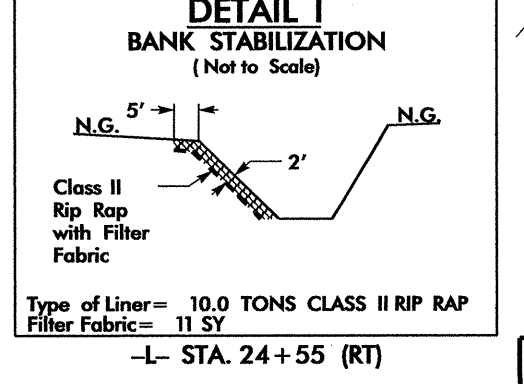 DETAIL 1
BANK STABILIZATION
( Not to Scale)
5'
N.G.
N.G.
2'
Class II
Rip Rap
with Filter
Fabric
Type of Liner= 10.0 TONS CLASS II RIP RAP
Filter Fabric= 11 SY
-L- STA. 24+55 (RT)